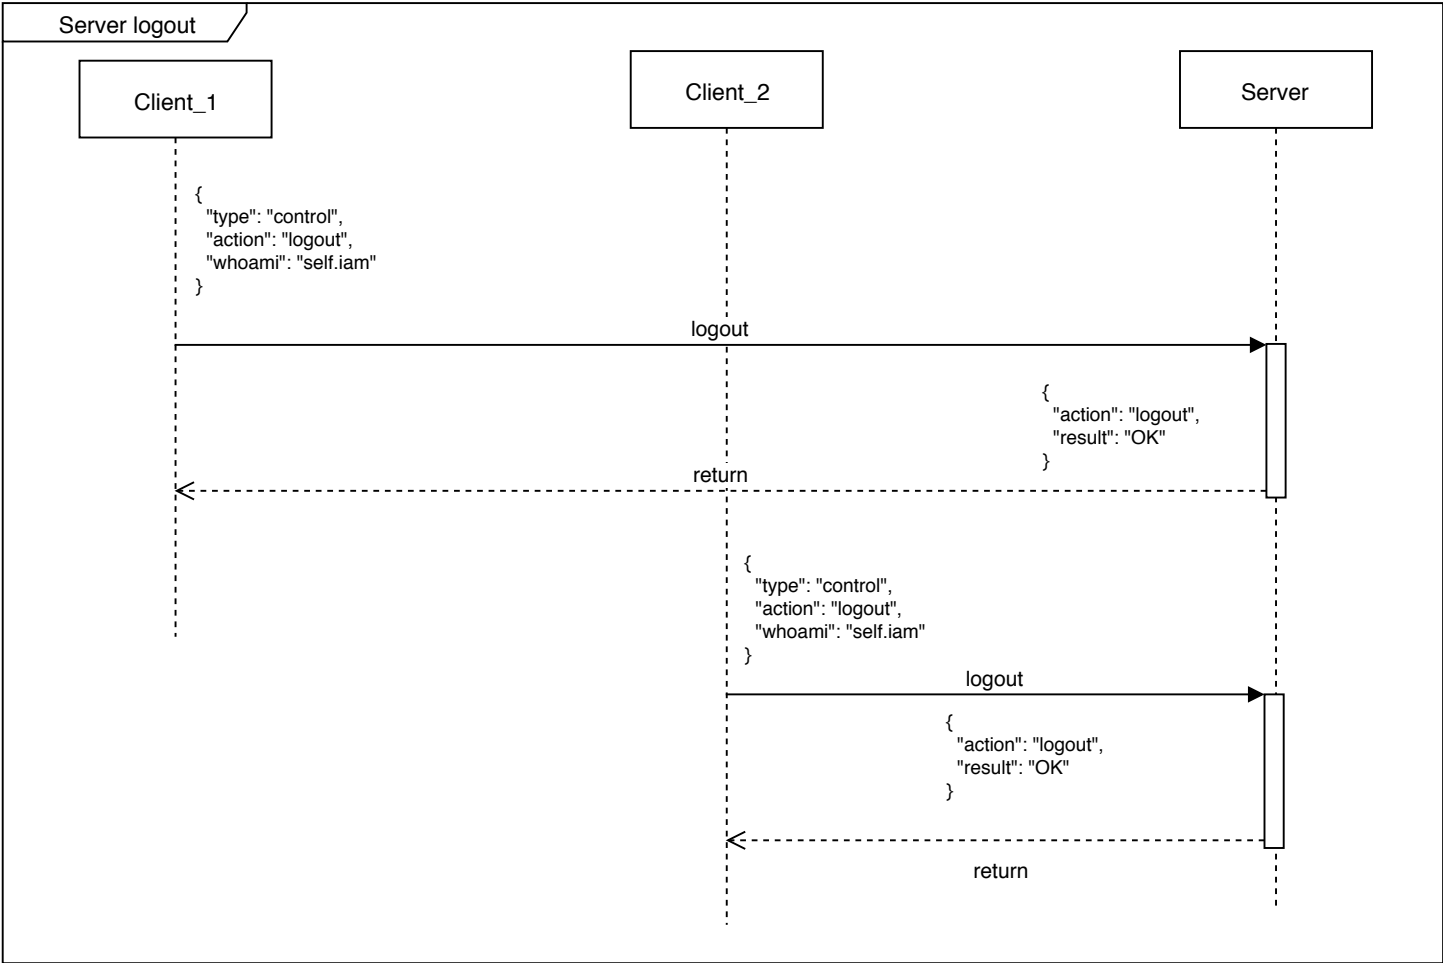 Server logout
Client_1
Client_2
Server
{
"type": "control",
"action": "logout",
"whoami": "self.iam"
}
logout
{
"action": "logout",
"result": "OK"
}
return
{
"type": "control",
"action": "logout",
"whoami": "self.iam"
}
logout
{
"action": "logout",
"result": "OK"
}
return